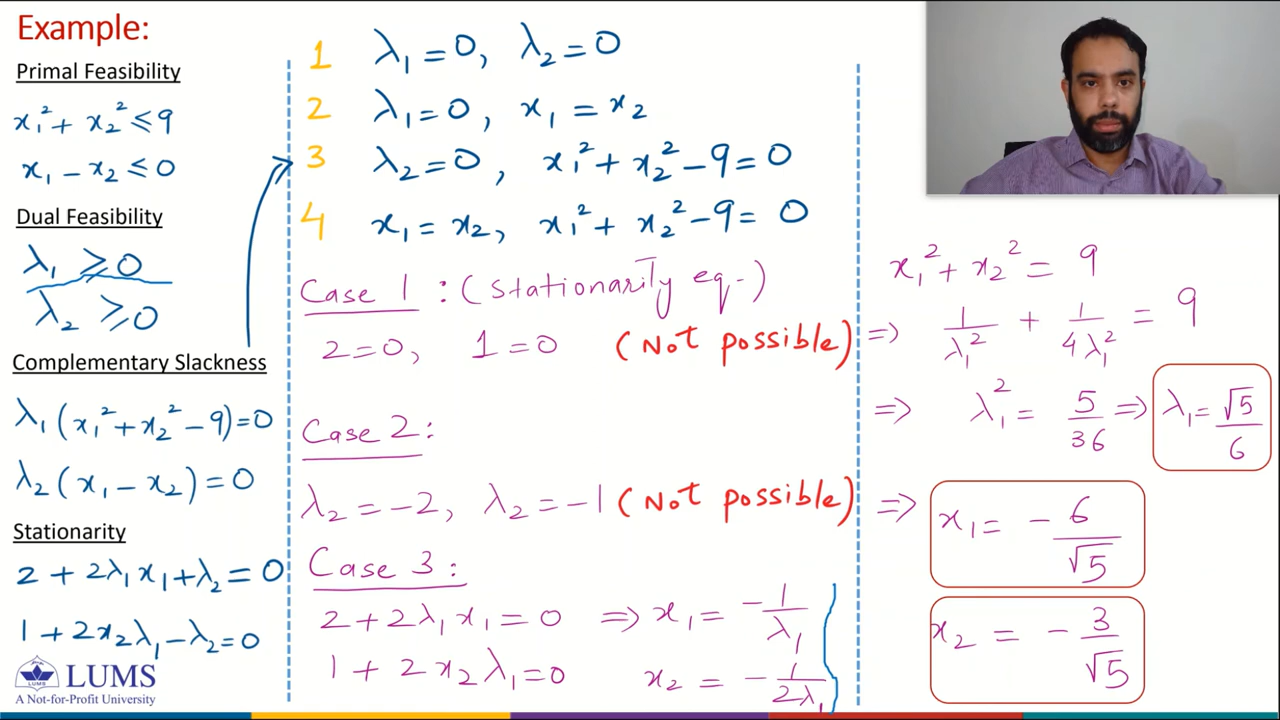 Example:
Primal Feasibility
x₁² + x₂² ≤ 9
x₁ - x₂ ≤ 0
Dual Feasibility
λ₁ ≥ 0
λ₂ ≥ 0
Complementary Slackness
λ₁(x₁² + x₂² - 9) = 0
λ₂(x₁ - x₂) = 0
Stationarity
2 + 2λ₁x₁ + λ₂ = 0
1 + 2x₂λ₁ - λ₂ = 0
LUMS
LUMS
A Not-for-Profit University
1 λ₁ = 0, λ₂ = 0
2 λ₁ = 0, x₁ = x₂
3 λ₂ = 0, x₁² + x₂² - 9 = 0
4 x₁ = x₂, x₁² + x₂² - 9 = 0
Case 1 : (Stationarity eq.)
2 = 0, 1 = 0 (Not possible)
Case 2:
λ₂ = -2, λ₂ = -1 (Not possible)
Case 3:
2 + 2λ₁x₁ = 0 ⇒ x₁ = -1/λ₁
1 + 2x₂λ₁ = 0 x₂ = -1/2λ₁
x₁² + x₂² = 9
⇒ 1/λ₁² + 1/4λ₁² = 9
⇒ λ₁² = 5/36 ⇒ λ₁ = √5/6
⇒ x₁ = -6/√5
x₂ = -3/√5